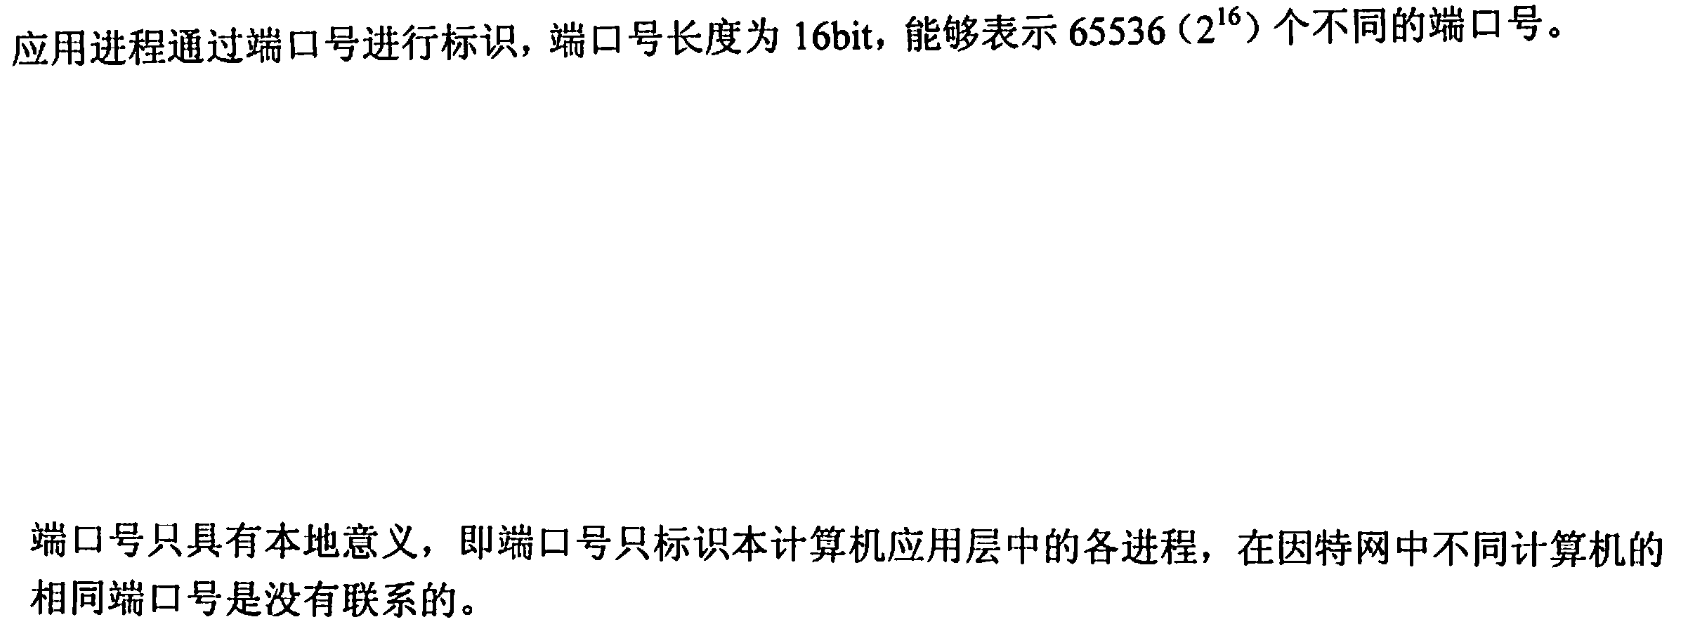 应用进程通过端口号进行标识，端口号长度为 16bit，能够表示 65536（2¹⁶）个不同的端口号。
端口号只具有本地意义，即端口号只标识本计算机应用层中的各进程，在因特网中不同计算机的
相同端口号是没有联系的。